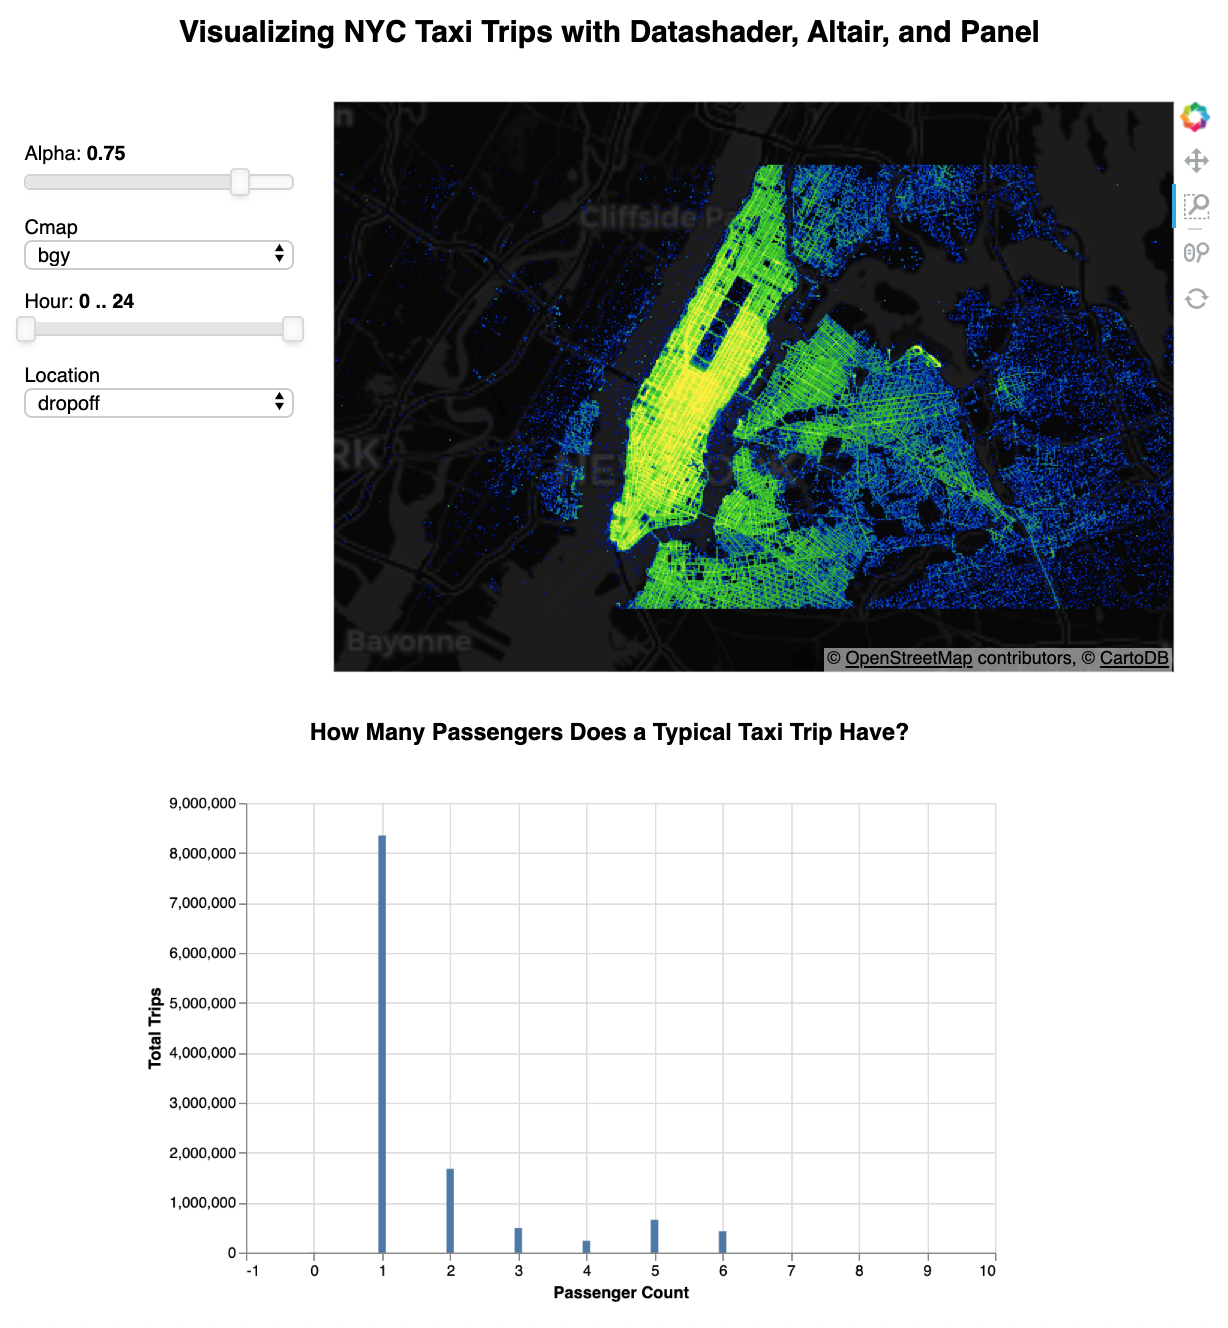 Visualizing NYC Taxi Trips with Datashader, Altair, and Panel
Alpha: 0.75
Cmap
bgy
Hour: 0 .. 24
Location
dropoff
n
Cliffside Pa
RK
NEW YORK
Bayonne
© OpenStreetMap contributors, © CartoDB
How Many Passengers Does a Typical Taxi Trip Have?
9,000,000
8,000,000
7,000,000
6,000,000
5,000,000
4,000,000
3,000,000
2,000,000
1,000,000
0
Total Trips
-1 0 1 2 3 4 5 6 7 8 9 10
Passenger Count